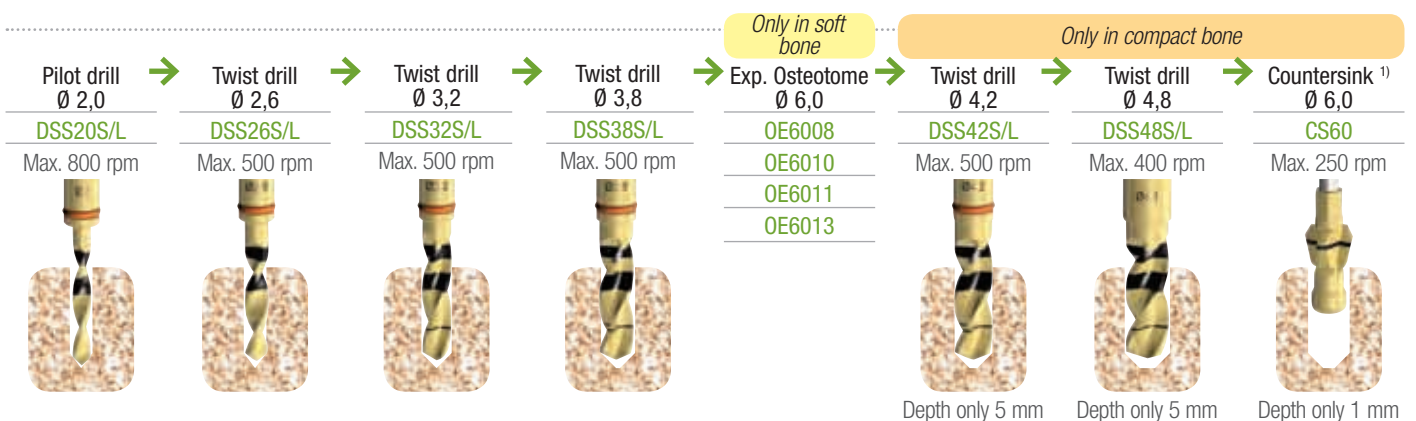 Only in soft
bone
Only in compact bone
Pilot drill
Ø 2,0
DSS20S/L
Max. 800 rpm
Twist drill
Ø 2,6
DSS26S/L
Max. 500 rpm
Twist drill
Ø 3,2
DSS32S/L
Max. 500 rpm
Twist drill
Ø 3,8
DSS38S/L
Max. 500 rpm
Exp. Osteotome
Ø 6,0
OE6008
OE6010
OE6011
OE6013
Twist drill
Ø 4,2
DSS42S/L
Max. 500 rpm
Depth only 5 mm
Twist drill
Ø 4,8
DSS48S/L
Max. 400 rpm
Depth only 5 mm
Countersink 1)
Ø 6,0
CS60
Max. 250 rpm
Depth only 1 mm